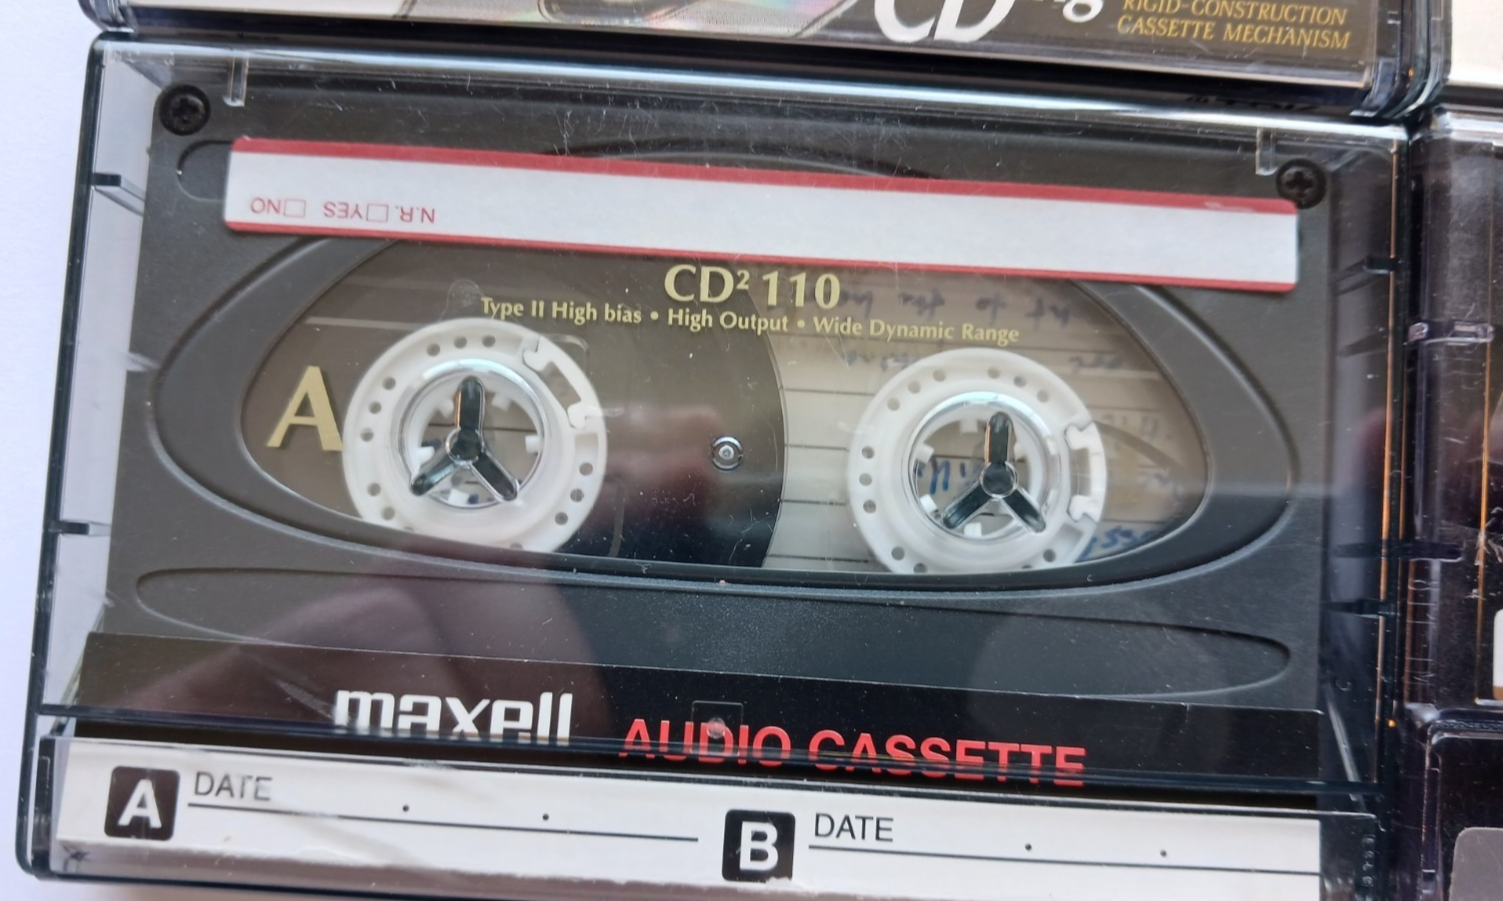 CD
RIGID-CONSTRUCTION
CASSETTE MECHANISM
N.R. YES NO
CD² 110
Type II High bias • High Output • Wide Dynamic Range
A
maxell
AUDIO CASSETTE
A DATE
B DATE